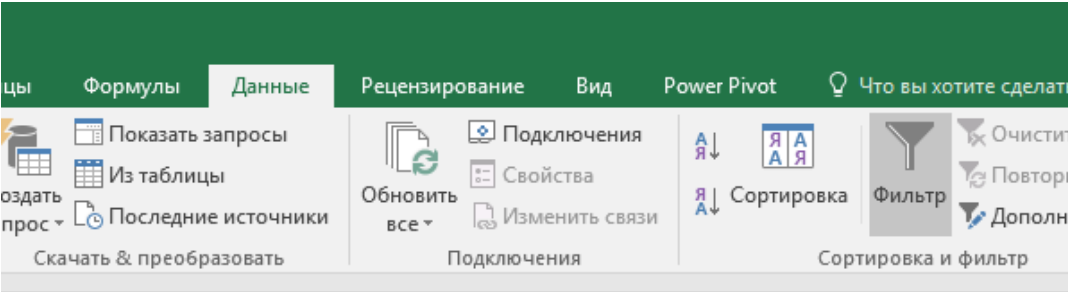 цы Формулы Данные Рецензирование Вид Power Pivot Что вы хотите сделат
Показать запросы
Из таблицы
Последние источники
оздать
прос
Скачать & преобразовать
Обновить
все
Подключения
Свойства
Изменить связи
Подключения
А
Я
Я
А
Я А
А Я
Сортировка
Фильтр
Очистит
Повтор
Дополн
Сортировка и фильтр